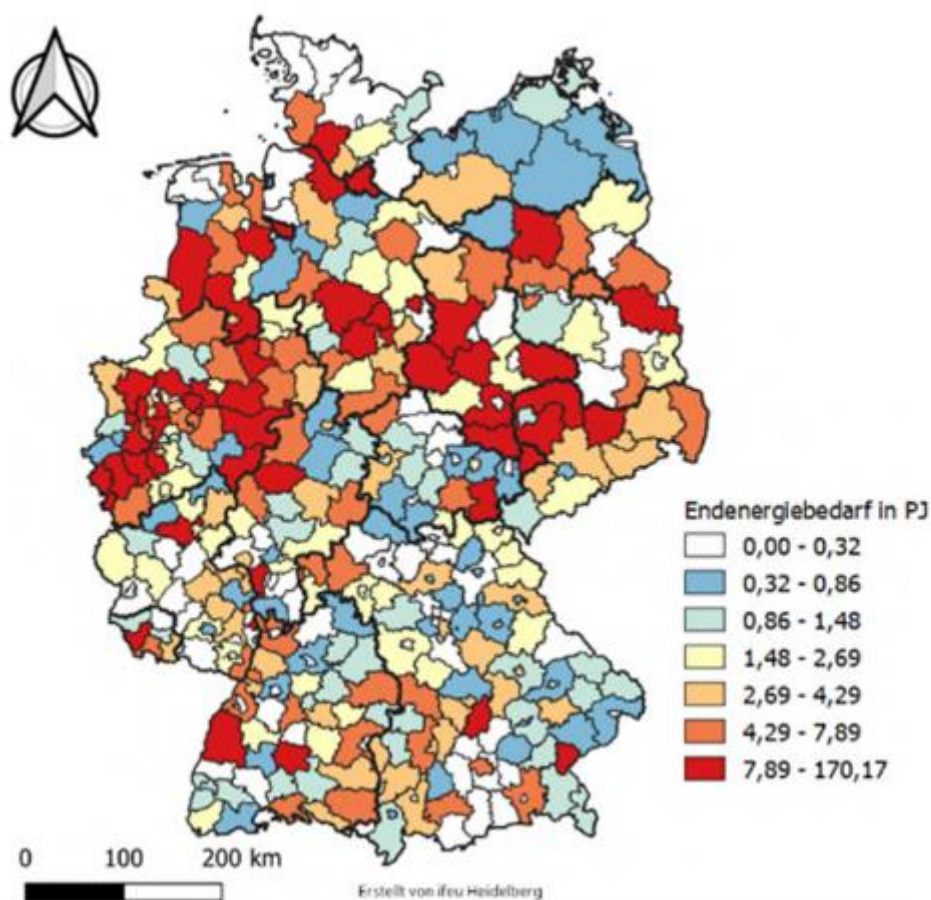 Endenergiebedarf in PJ
0,00 - 0,32
0,32 - 0,86
0,86 - 1,48
1,48 - 2,69
2,69 - 4,29
4,29 - 7,89
7,89 - 170,17
0 100 200 km
Erstellt von ifeu Heidelberg